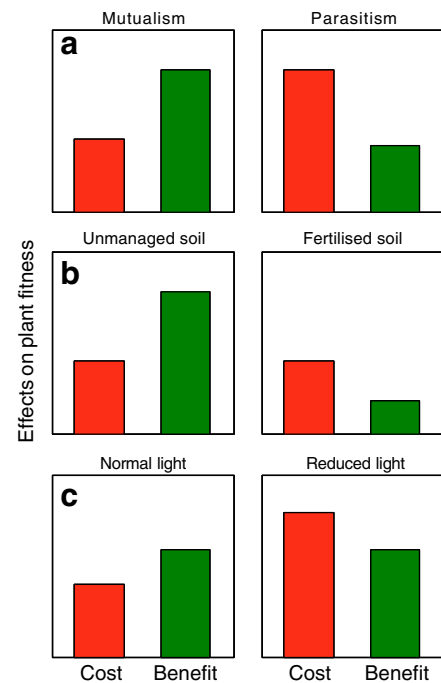 Mutualism
Parasitism
a
Effects on plant fitness
Unmanaged soil
Fertilised soil
b
Normal light
Reduced light
c
Cost Benefit
Cost Benefit